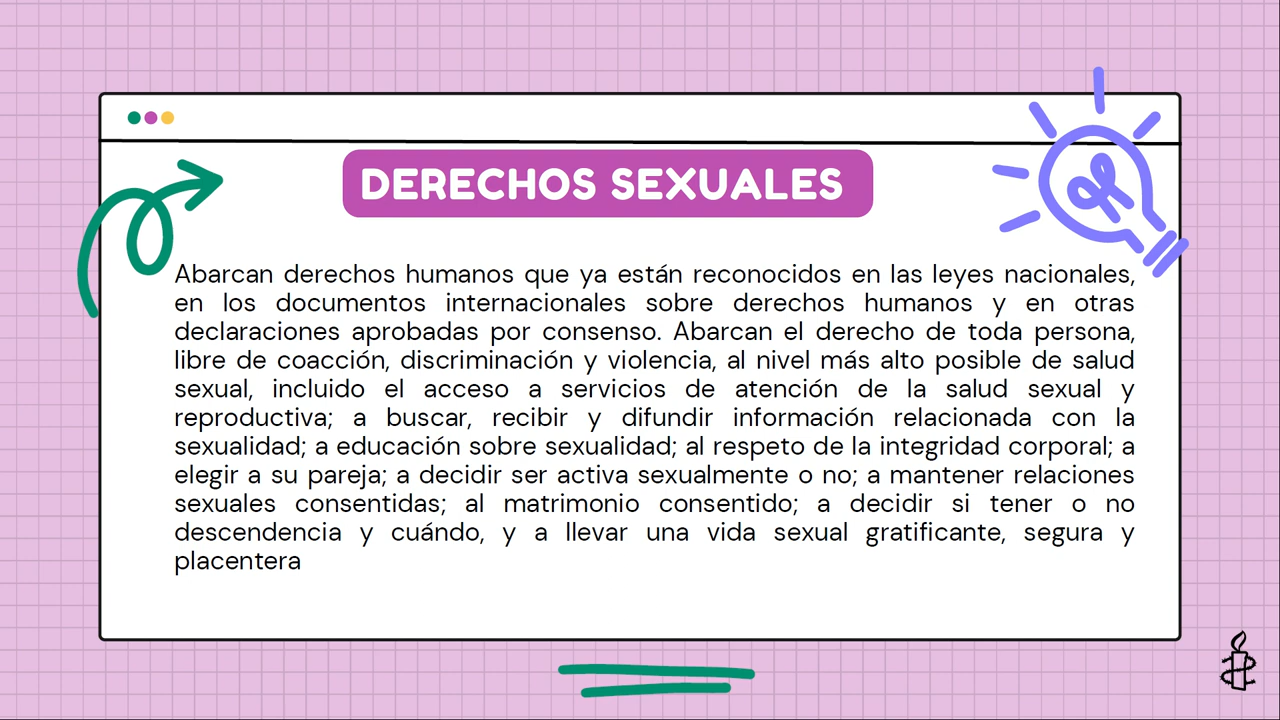 DERECHOS SEXUALES
Abarcan derechos humanos que ya están reconocidos en las leyes nacionales,
en los documentos internacionales sobre derechos humanos y en otras
declaraciones aprobadas por consenso. Abarcan el derecho de toda persona,
libre de coacción, discriminación y violencia, al nivel más alto posible de salud
sexual, incluido el acceso a servicios de atención de la salud sexual y
reproductiva; a buscar, recibir y difundir información relacionada con la
sexualidad; a educación sobre sexualidad; al respeto de la integridad corporal; a
elegir a su pareja; a decidir ser activa sexualmente o no; a mantener relaciones
sexuales consentidas; al matrimonio consentido; a decidir si tener o no
descendencia y cuándo, y a llevar una vida sexual gratificante, segura y
placentera